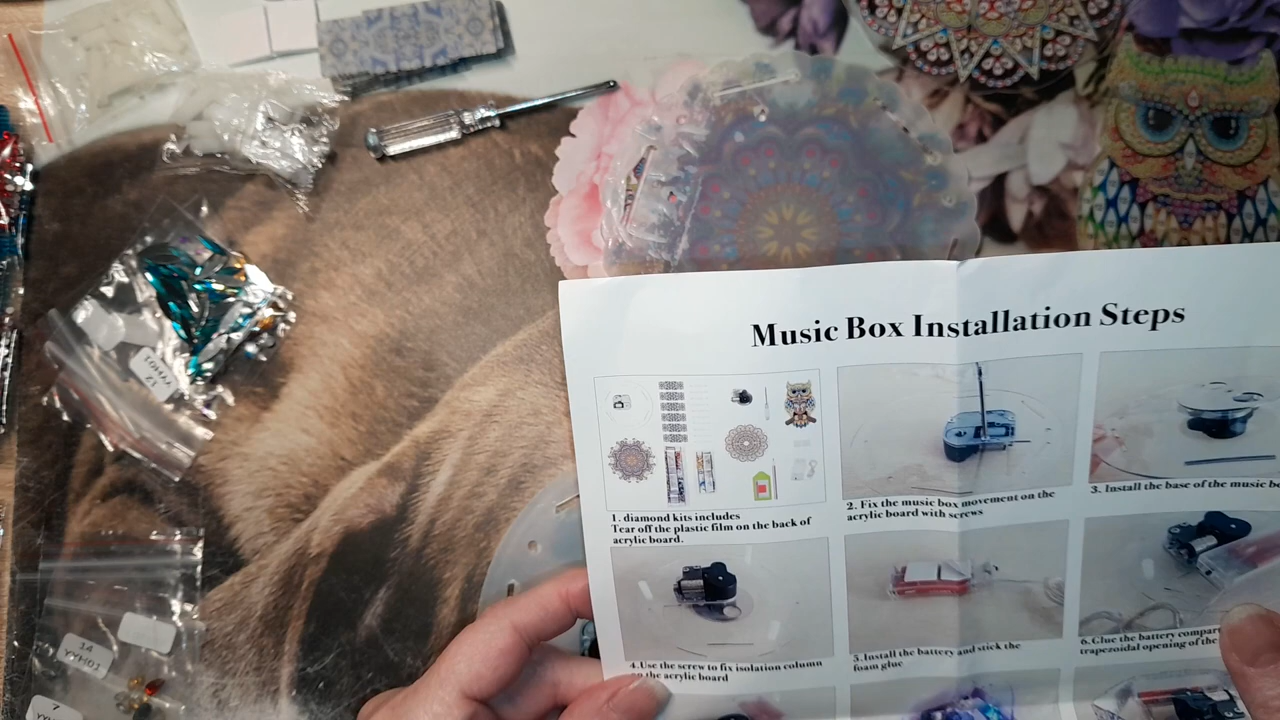 Music Box Installation Steps
1. diamond kits includes
Tear off the plastic film on the back of
acrylic board.
2. Fix the music box movement on the
acrylic board with screws
3. Install the base of the music b
4.Use the screw to fix isolation column
on the acrylic board
5.Install the battery and stick the
foam glue
6.Glue the battery compar
trapezoidal opening of the
14
YYH01
7